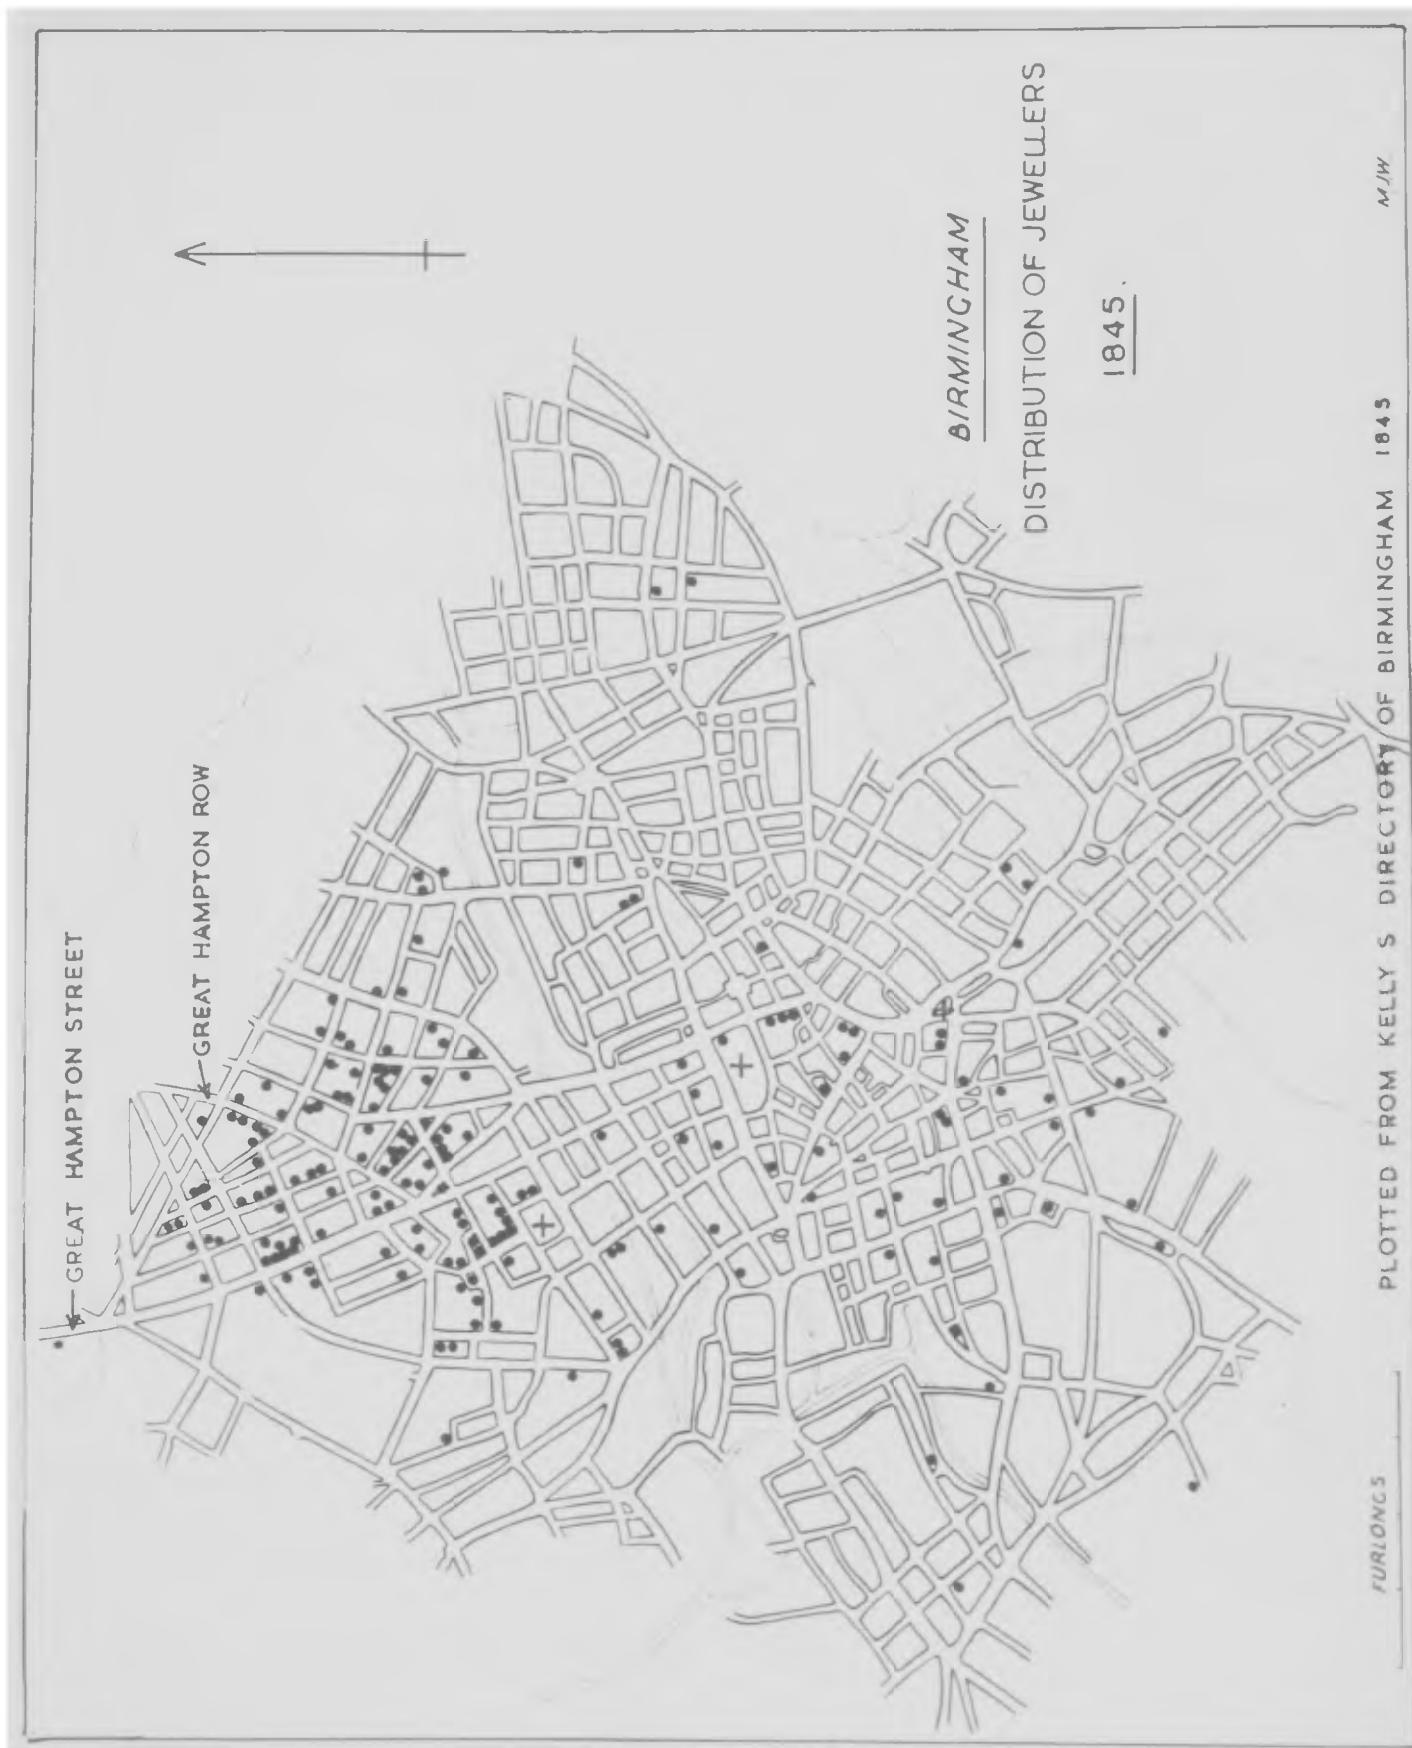 GREAT HAMPTON STREET
GREAT HAMPTON ROW
BIRMINGHAM
DISTRIBUTION OF JEWELLERS
1845.
PLOTTED FROM KELLY S DIRECTORY OF BIRMINGHAM 1845
MJW
FURLONGS